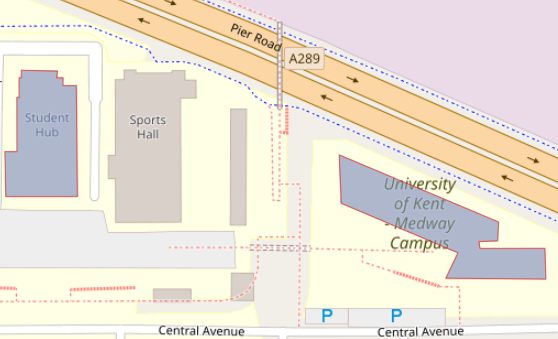 Pier Road
A289
Student
Hub
Sports
Hall
University
of Kent
- Medway
Campus
P
P
Central Avenue
Central Avenue